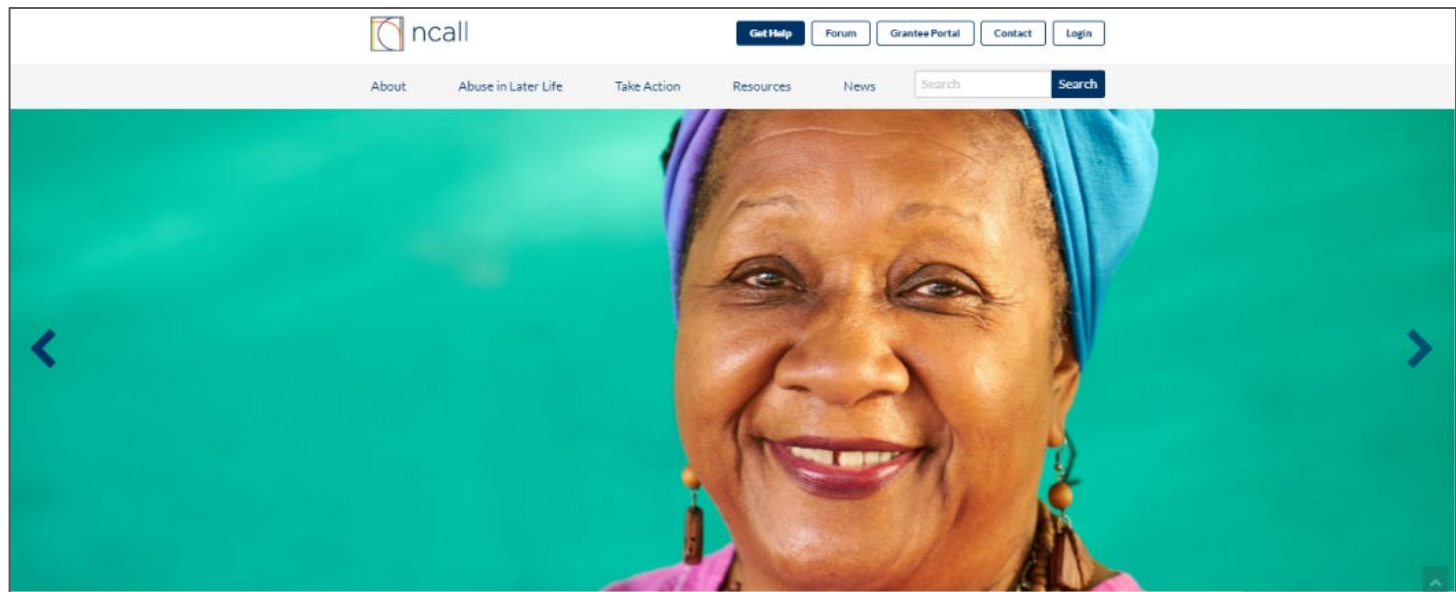 ncall
Get Help Forum Grantee Portal Contact Login
About Abuse in Later Life Take Action Resources News Search Search